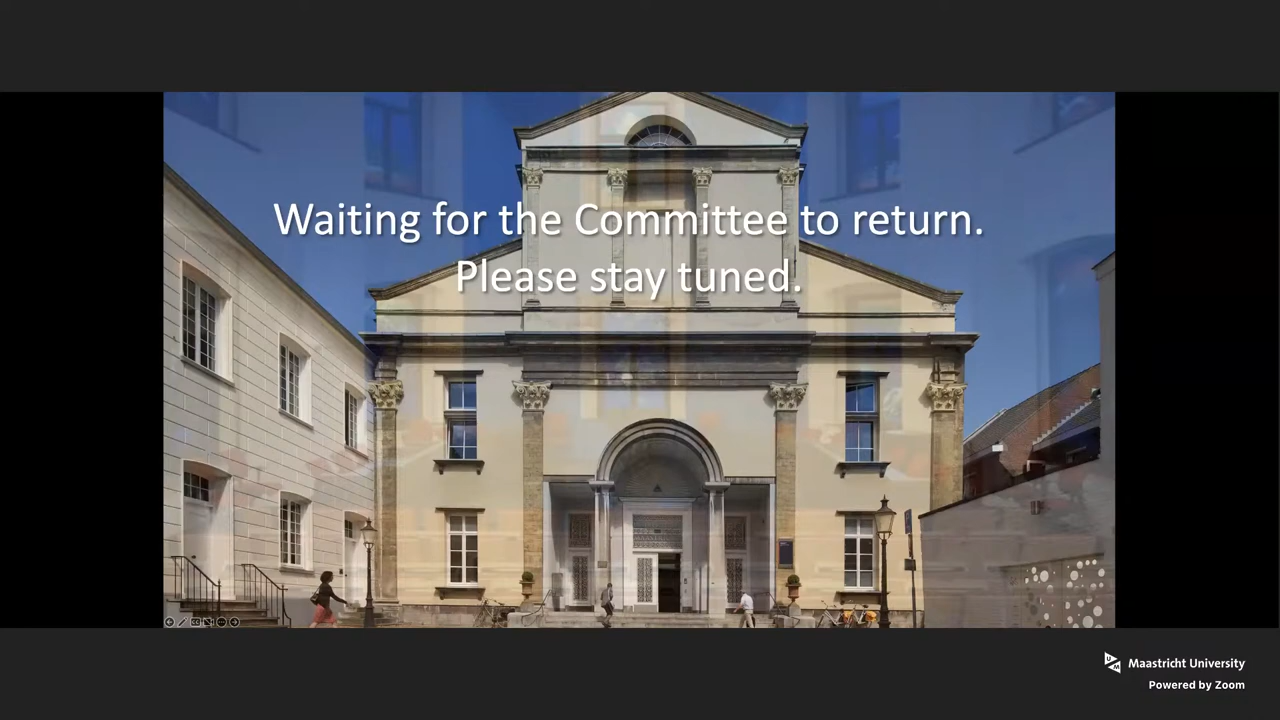 Waiting for the Committee to return.
Please stay tuned.
Maastricht University
Powered by Zoom